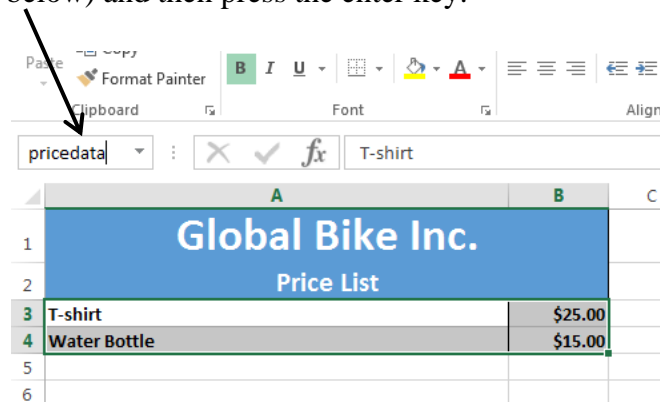 below) and then press the enter key.
Paste Copy
Format Painter B I U A
Clipboard Font Align
pricedata fx T-shirt
A B C
1 Global Bike Inc.
2 Price List
3 T-shirt $25.00
4 Water Bottle $15.00
5
6